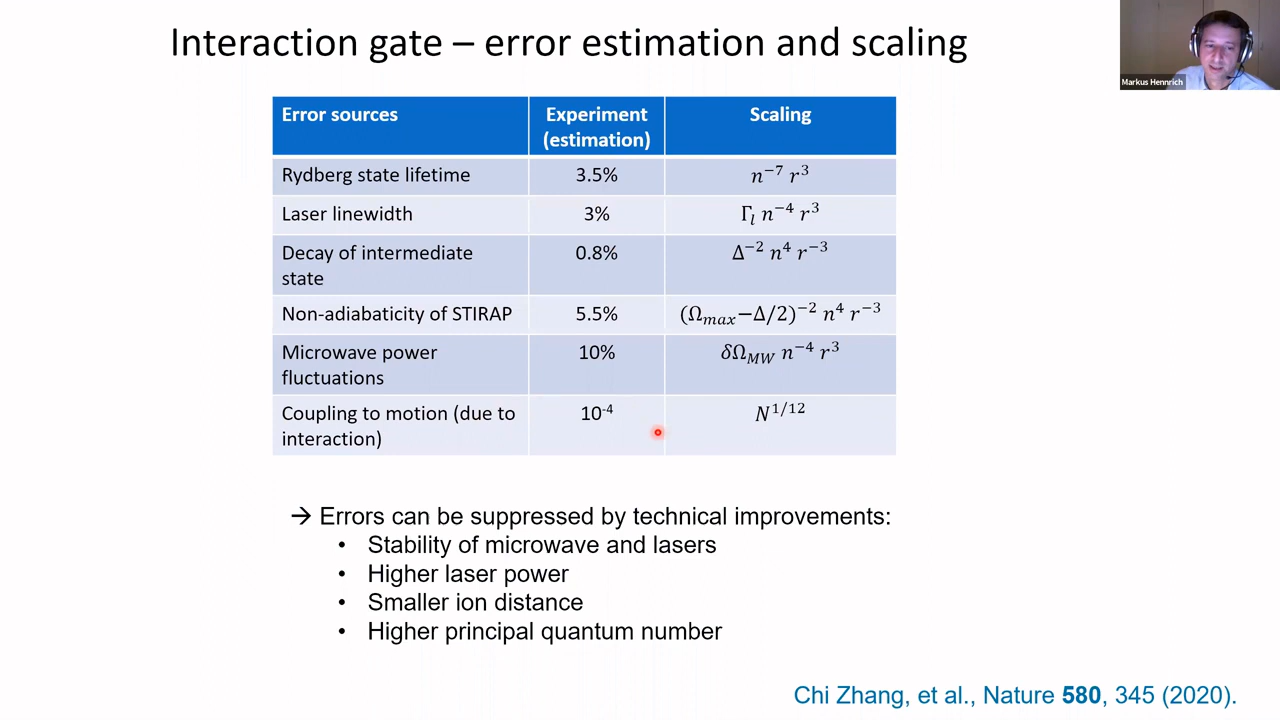 Interaction gate – error estimation and scaling
Markus Hennrich
Error sources
Experiment
(estimation)
Scaling
Rydberg state lifetime
3.5%
n⁻⁷ r³
Laser linewidth
3%
Γₗ n⁻⁴ r³
Decay of intermediate
state
0.8%
Δ⁻² n⁴ r⁻³
Non-adiabaticity of STIRAP
5.5%
(Ωₘₐₓ−Δ/2)⁻² n⁴ r⁻³
Microwave power
fluctuations
10%
δΩ_MW n⁻⁴ r³
Coupling to motion (due to
interaction)
10⁻⁴
N^1/12
→ Errors can be suppressed by technical improvements:
• Stability of microwave and lasers
• Higher laser power
• Smaller ion distance
• Higher principal quantum number
Chi Zhang, et al., Nature 580, 345 (2020).